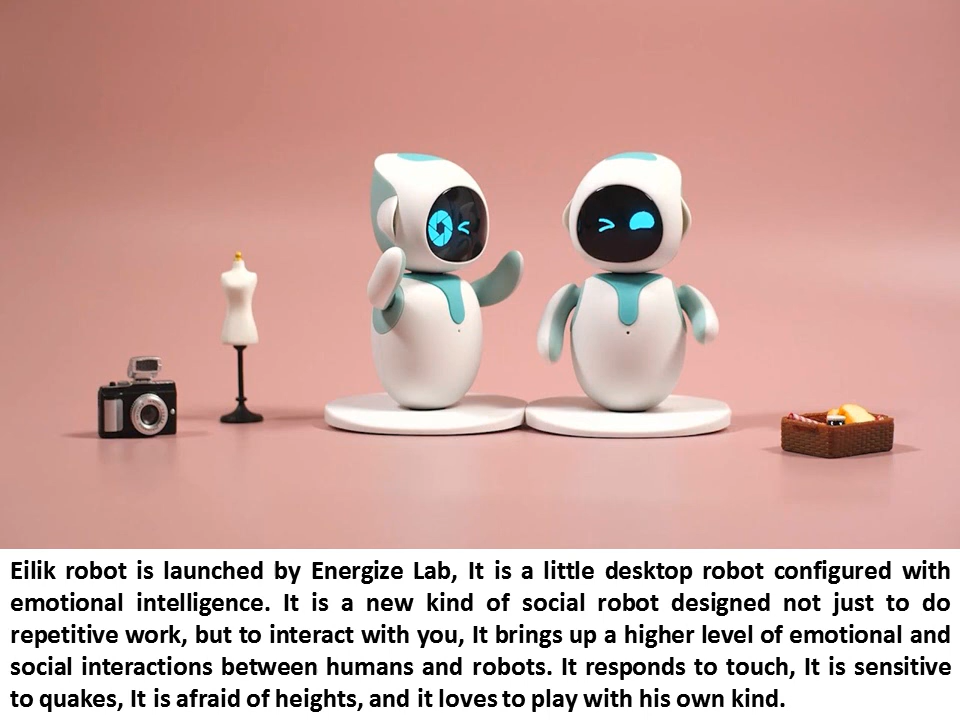 Eilik robot is launched by Energize Lab, It is a little desktop robot configured with
emotional intelligence. It is a new kind of social robot designed not just to do
repetitive work, but to interact with you, It brings up a higher level of emotional and
social interactions between humans and robots. It responds to touch, It is sensitive
to quakes, It is afraid of heights, and it loves to play with his own kind.